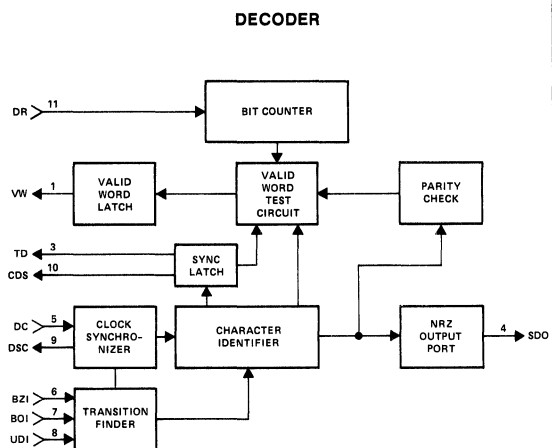 DECODER
DR 11
BIT COUNTER
VW 1
VALID
WORD
LATCH
VALID
WORD
TEST
CIRCUIT
PARITY
CHECK
TD 3
CDS 10
SYNC
LATCH
DC 5
DSC 9
CLOCK
SYNCHRO-
NIZER
CHARACTER
IDENTIFIER
NRZ
OUTPUT
PORT
4 SDO
BZI 6
BOI 7
UDI 8
TRANSITION
FINDER